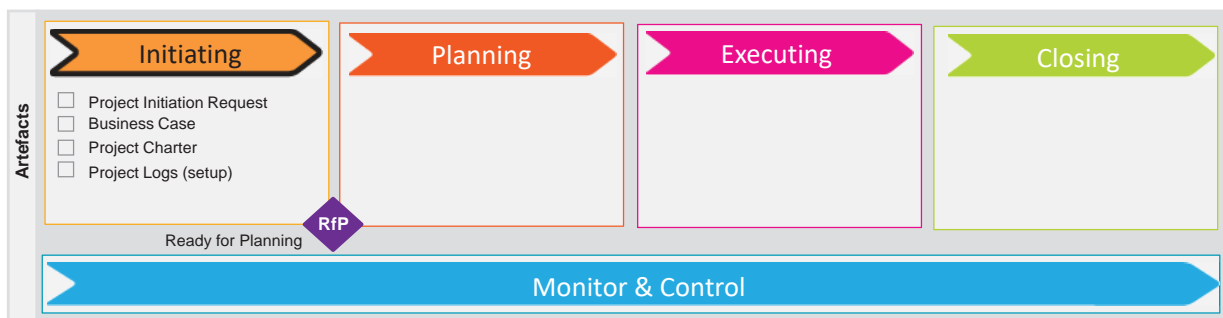 Artefacts
Initiating
Planning
Executing
Closing
Project Initiation Request
Business Case
Project Charter
Project Logs (setup)
RfP
Ready for Planning
Monitor & Control